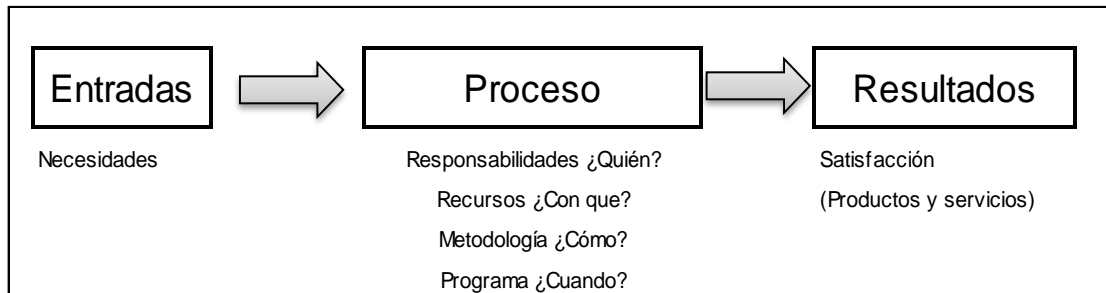 Entradas
Proceso
Resultados
Necesidades
Responsabilidades ¿Quién?
Recursos ¿Con que?
Metodología ¿Cómo?
Programa ¿Cuando?
Satisfacción
(Productos y servicios)